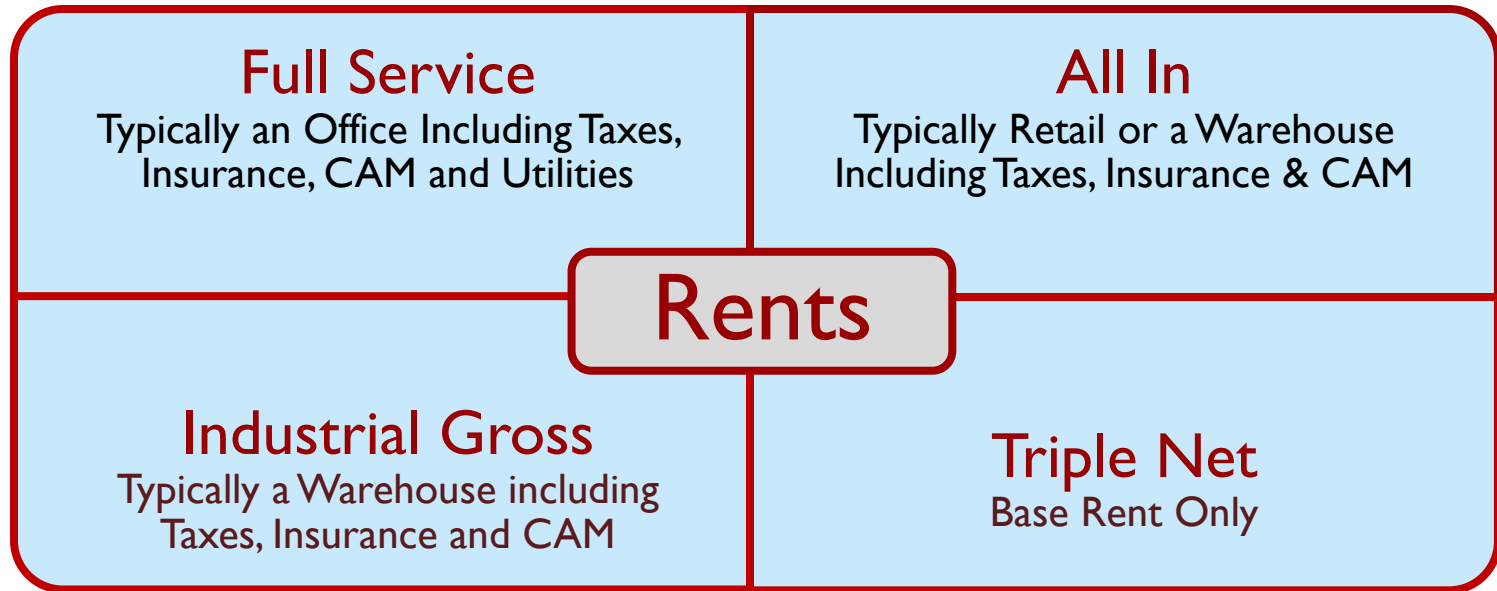 Full Service
Typically an Office Including Taxes,
Insurance, CAM and Utilities
All In
Typically Retail or a Warehouse
Including Taxes, Insurance & CAM
Rents
Industrial Gross
Typically a Warehouse including
Taxes, Insurance and CAM
Triple Net
Base Rent Only